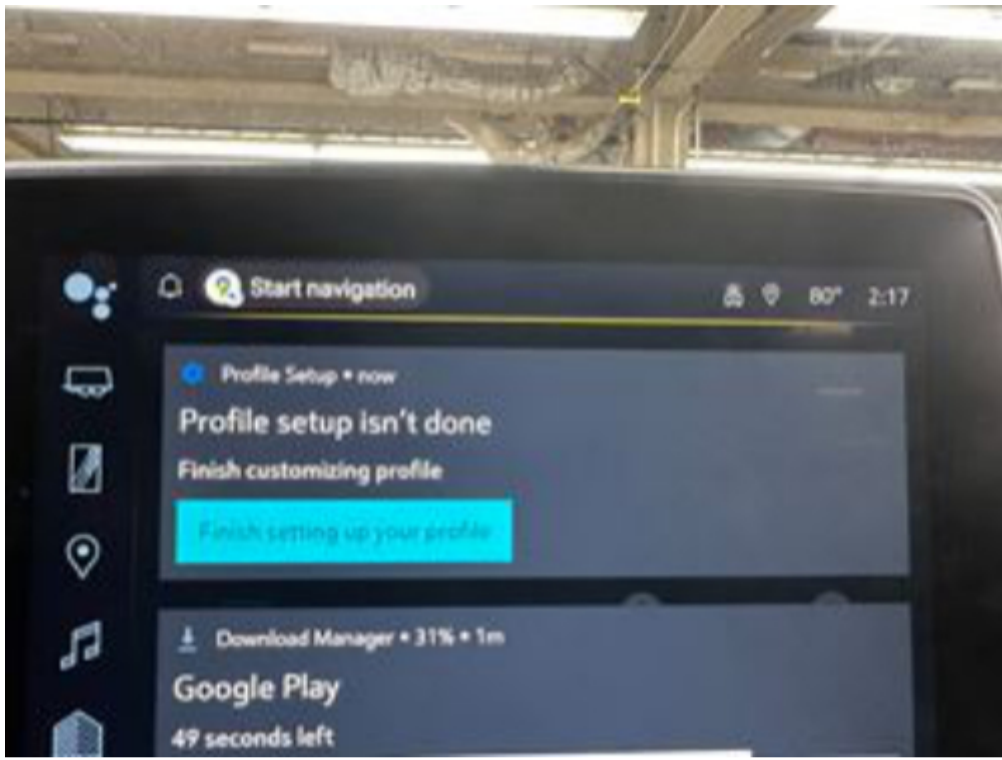 Start navigation
80° 2:17
Profile Setup • now
Profile setup isn't done
Finish customizing profile
Finish setting up your profile
Download Manager • 31% • 1m
Google Play
49 seconds left